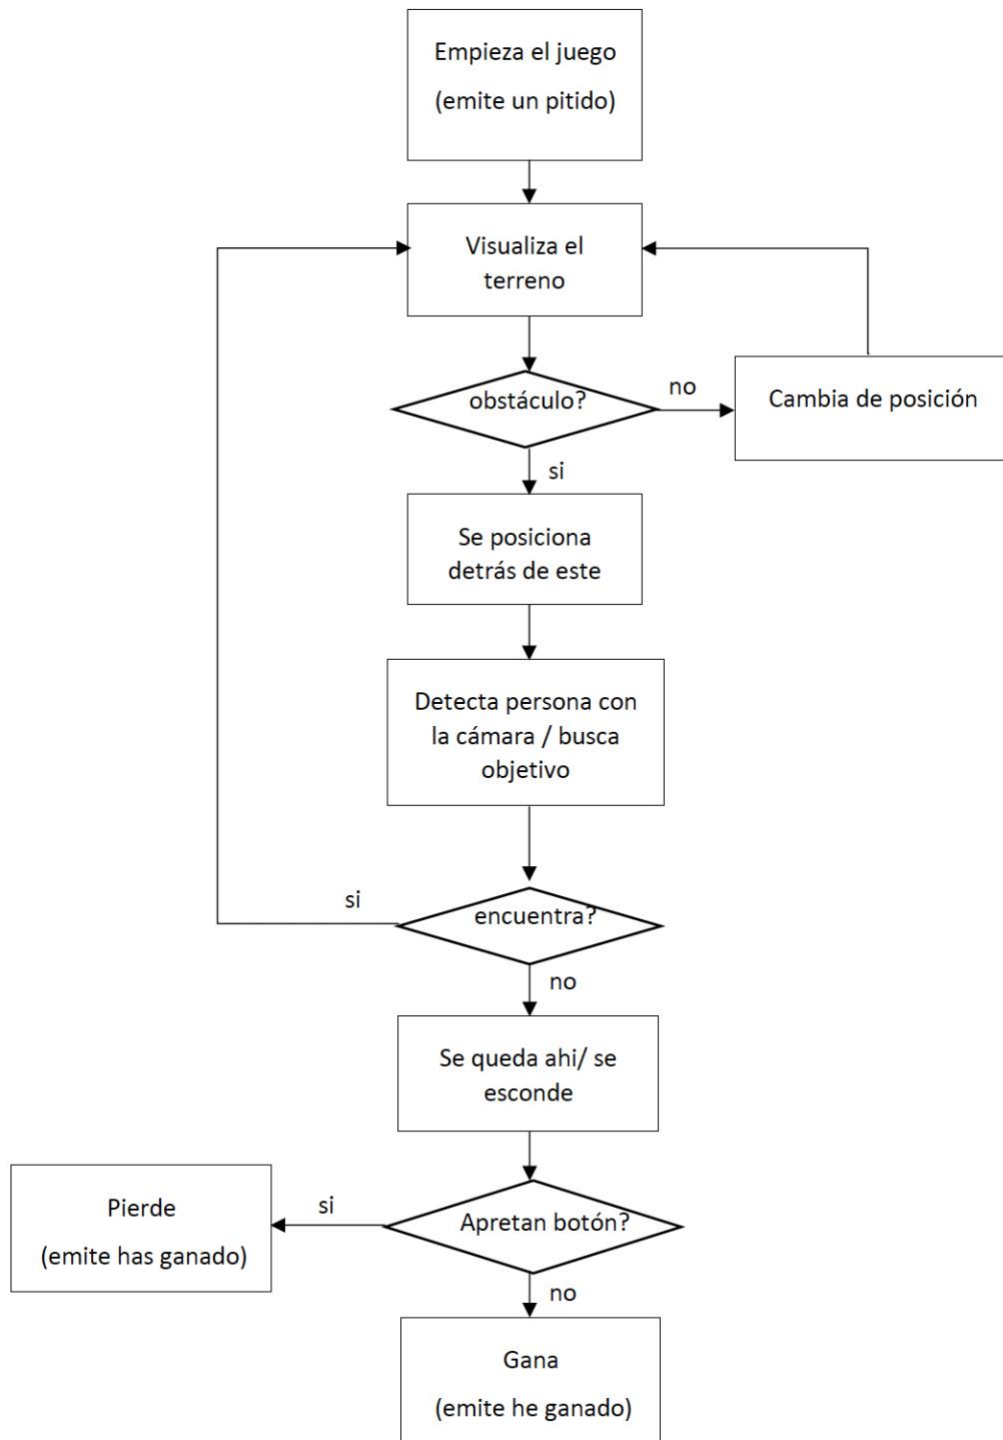 Empieza el juego
(emite un pitido)
Visualiza el
terreno
obstáculo?
no
Cambia de posición
si
Se posiciona
detrás de este
Detecta persona con
la cámara / busca
objetivo
si
encuentra?
no
Se queda ahi/ se
esconde
Pierde
(emite has ganado)
si
Apretan botón?
no
Gana
(emite he ganado)